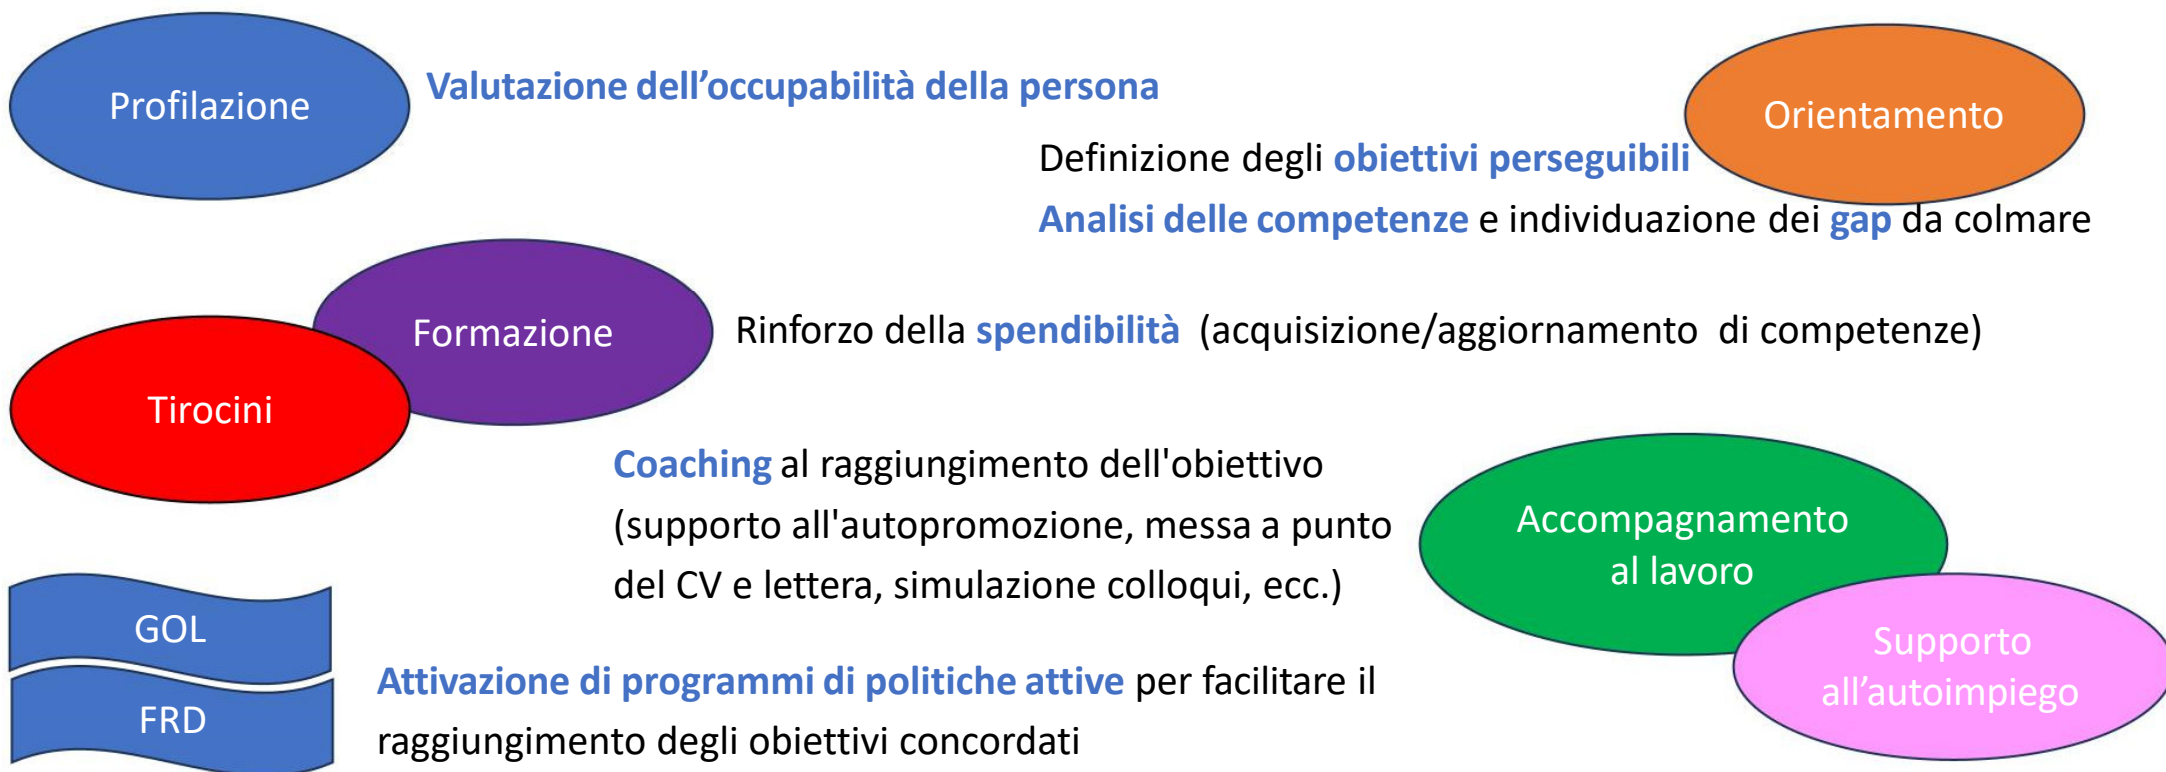 Profilazione
Valutazione dell’occupabilità della persona
Orientamento
Definizione degli obiettivi perseguibili
Analisi delle competenze e individuazione dei gap da colmare
Formazione
Rinforzo della spendibilità (acquisizione/aggiornamento di competenze)
Tirocini
Coaching al raggiungimento dell'obiettivo
(supporto all'autopromozione, messa a punto
del CV e lettera, simulazione colloqui, ecc.)
Accompagnamento
al lavoro
Supporto
all’autoimpiego
GOL
FRD
Attivazione di programmi di politiche attive per facilitare il
raggiungimento degli obiettivi concordati